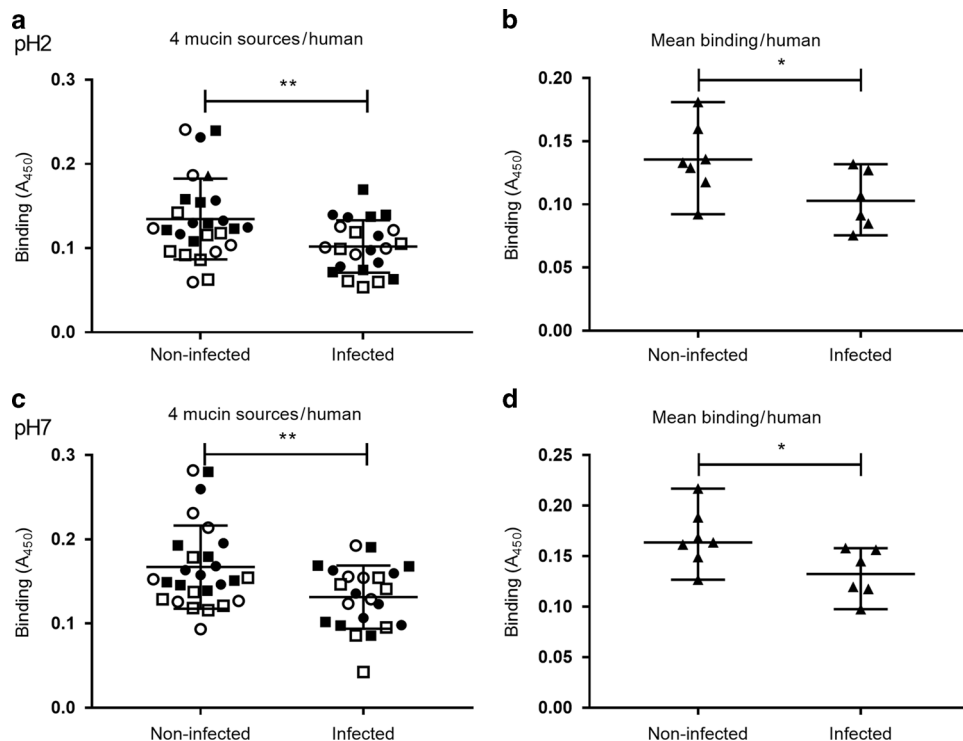 a
pH2
4 mucin sources/human
**
Binding (A450)
0.3
0.2
0.1
0.0
Non-infected Infected
b
Mean binding/human
*
Binding (A450)
0.20
0.15
0.10
0.05
0.00
Non-infected Infected
c
pH7
4 mucin sources/human
**
Binding (A450)
0.3
0.2
0.1
0.0
Non-infected Infected
d
Mean binding/human
*
Binding (A450)
0.25
0.20
0.15
0.10
0.05
0.00
Non-infected Infected